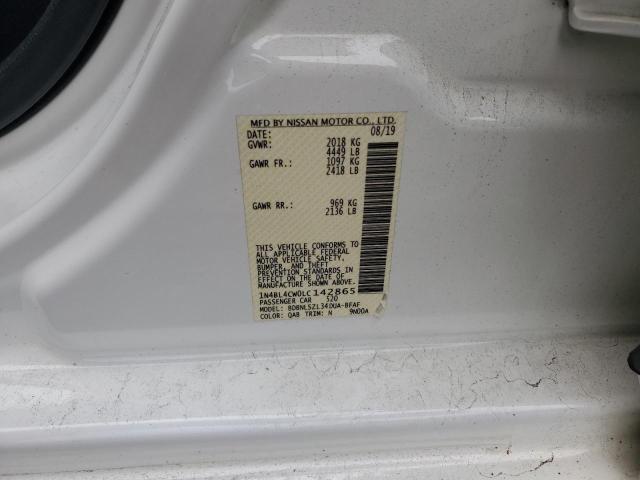 MFD BY NISSAN MOTOR CO., LTD.
DATE: 08/19
GVWR: 2018 KG
4449 LB
GAWR FR.: 1097 KG
2418 LB
GAWR RR.: 969 KG
2136 LB
THIS VEHICLE CONFORMS TO
ALL APPLICABLE FEDERAL
MOTOR VEHICLE SAFETY,
BUMPER, AND THEFT
PREVENTION STANDARDS IN
EFFECT ON THE DATE OF
MANUFACTURE SHOWN ABOVE.
1N4BL4CW0LC142865
PASSENGER CAR 520
MODEL: BDBNLSZL34DUA-BFAF
COLOR: QAB TRIM: N 9N00A